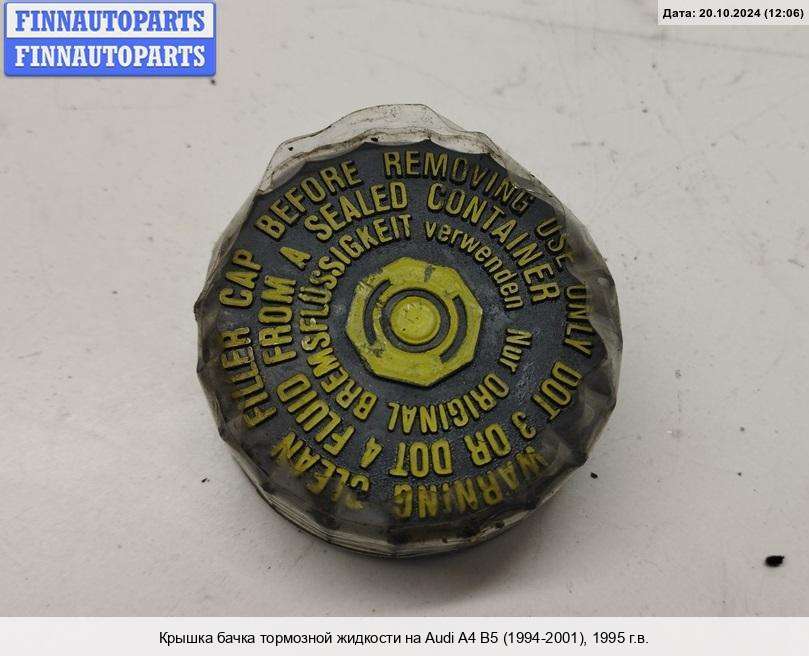 FINNAUTOPARTS
FINNAUTOPARTS
Дата: 20.10.2024 (12:06)
WARNING CLEAN FILLER CAP BEFORE REMOVING USE ONLY DOT
3 OR DOT 4 FLUID FROM A SEALED CONTAINER
Nur ORIGINAL BREMSFLÜSSIGKEIT verwenden
Крышка бачка тормозной жидкости на Audi A4 B5 (1994-2001), 1995 г.в.